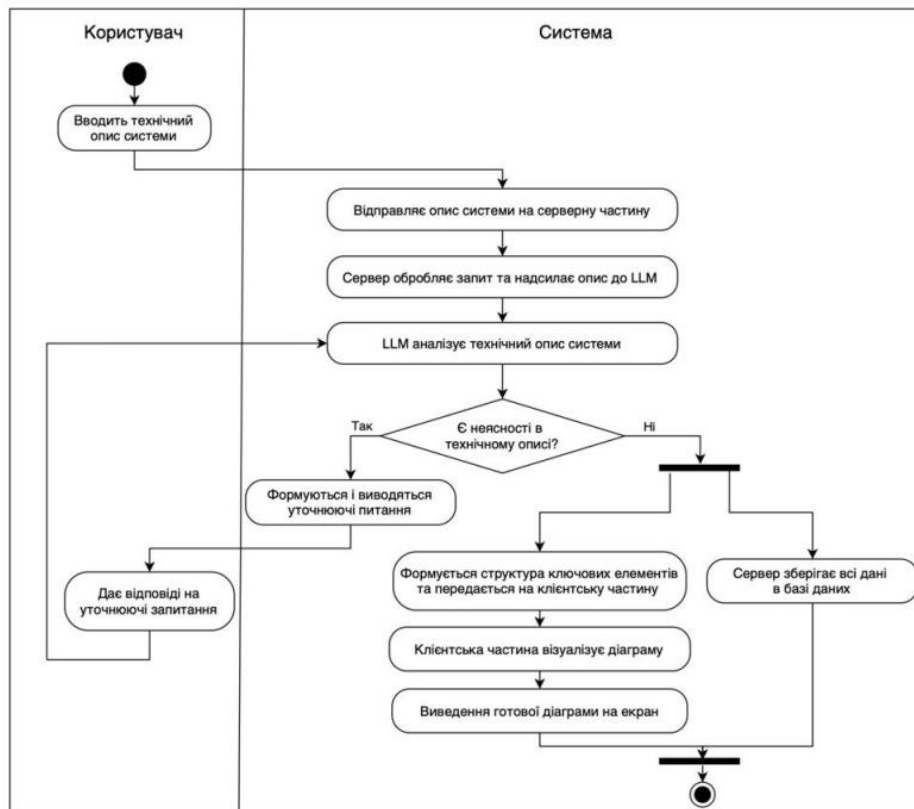 Користувач
Система
Вводить технічний
опис системи
Відправляє опис системи на серверну частину
Сервер обробляє запит та надсилає опис до LLM
LLM аналізує технічний опис системи
Так
Є неясності в
технічному описі?
Ні
Формуються і виводяться
уточнюючі питання
Дає відповіді на
уточнюючі запитання
Формується структура ключових елементів
та передається на клієнтську частину
Сервер зберігає всі дані
в базі даних
Клієнтська частина візуалізує діаграму
Виведення готової діаграми на екран